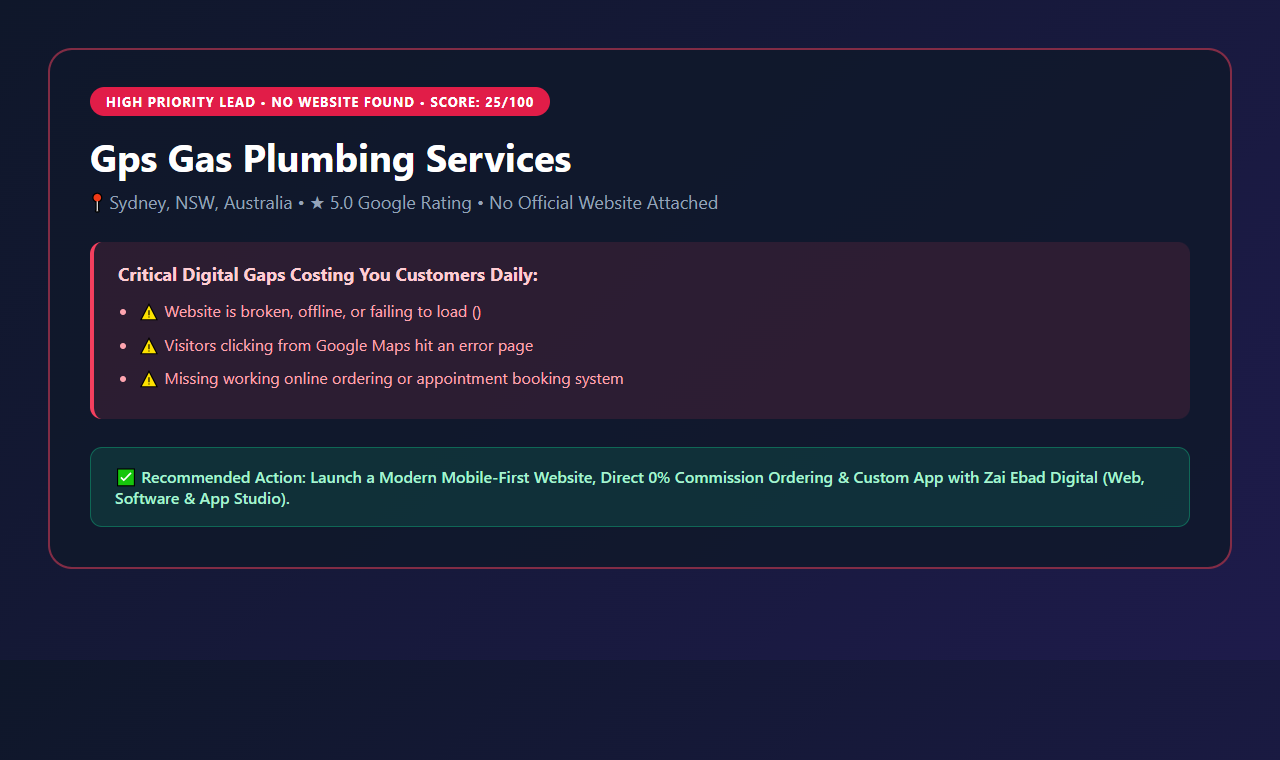 HIGH PRIORITY LEAD • NO WEBSITE FOUND • SCORE: 25/100
Gps Gas Plumbing Services
📍 Sydney, NSW, Australia • ★ 5.0 Google Rating • No Official Website Attached
Critical Digital Gaps Costing You Customers Daily:
• ⚠️ Website is broken, offline, or failing to load ()
• ⚠️ Visitors clicking from Google Maps hit an error page
• ⚠️ Missing working online ordering or appointment booking system
✅ Recommended Action: Launch a Modern Mobile-First Website, Direct 0% Commission Ordering & Custom App with Zai Ebad Digital (Web,
Software & App Studio).